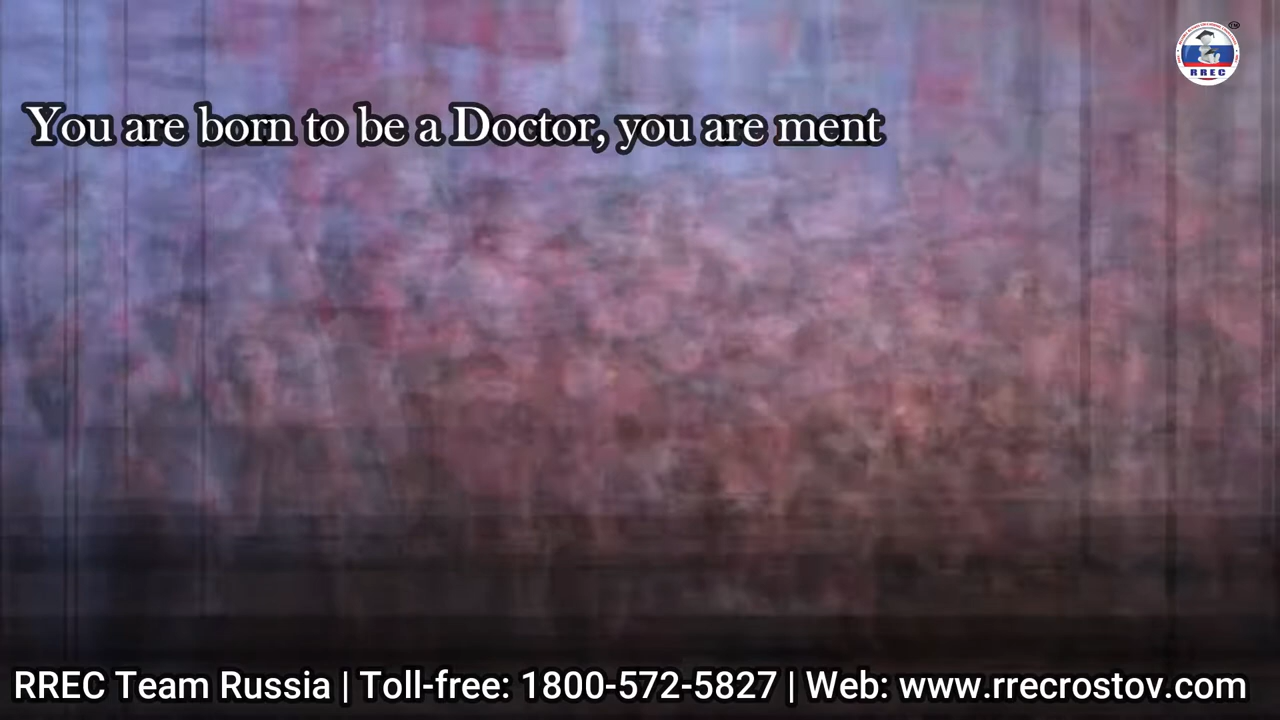 You are born to be a Doctor, you are ment
RREC
RREC Team Russia | Toll-free: 1800-572-5827 | Web: www.rrecrostov.com